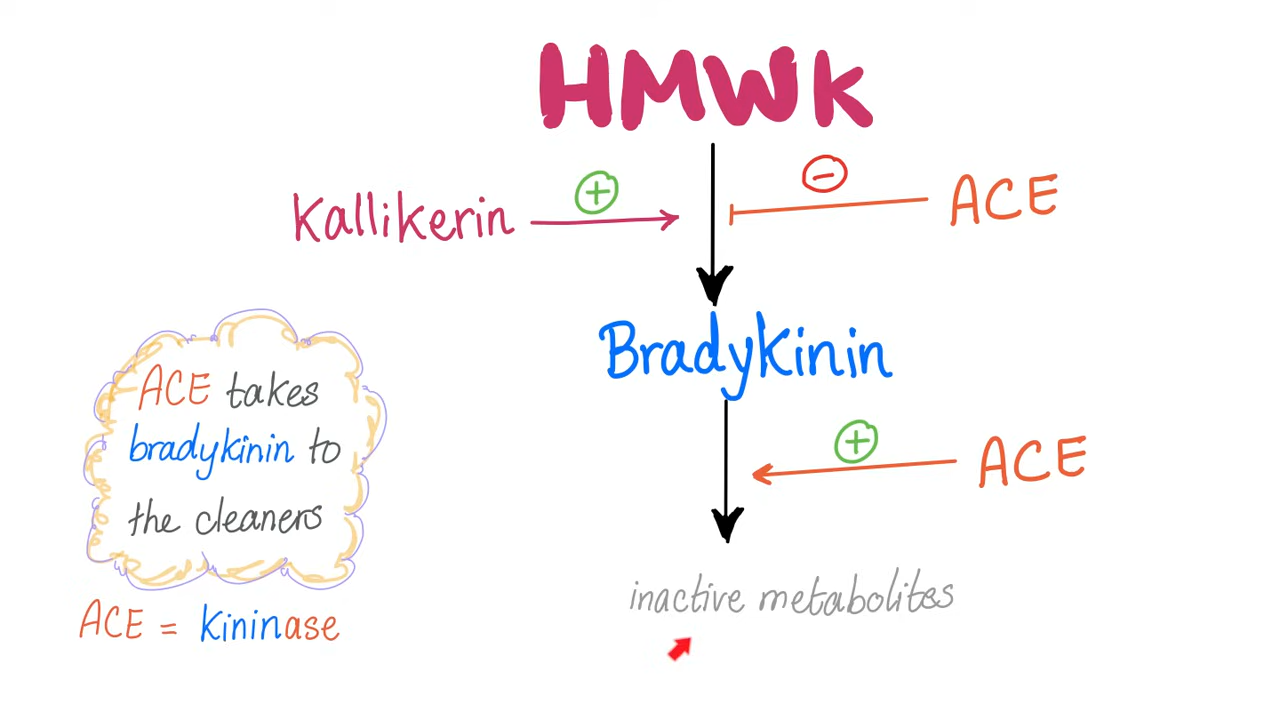 HMWK
Kallikerin + − ACE
Bradykinin
+ ACE
inactive metabolites
ACE takes
bradykinin to
the cleaners
ACE = kininase